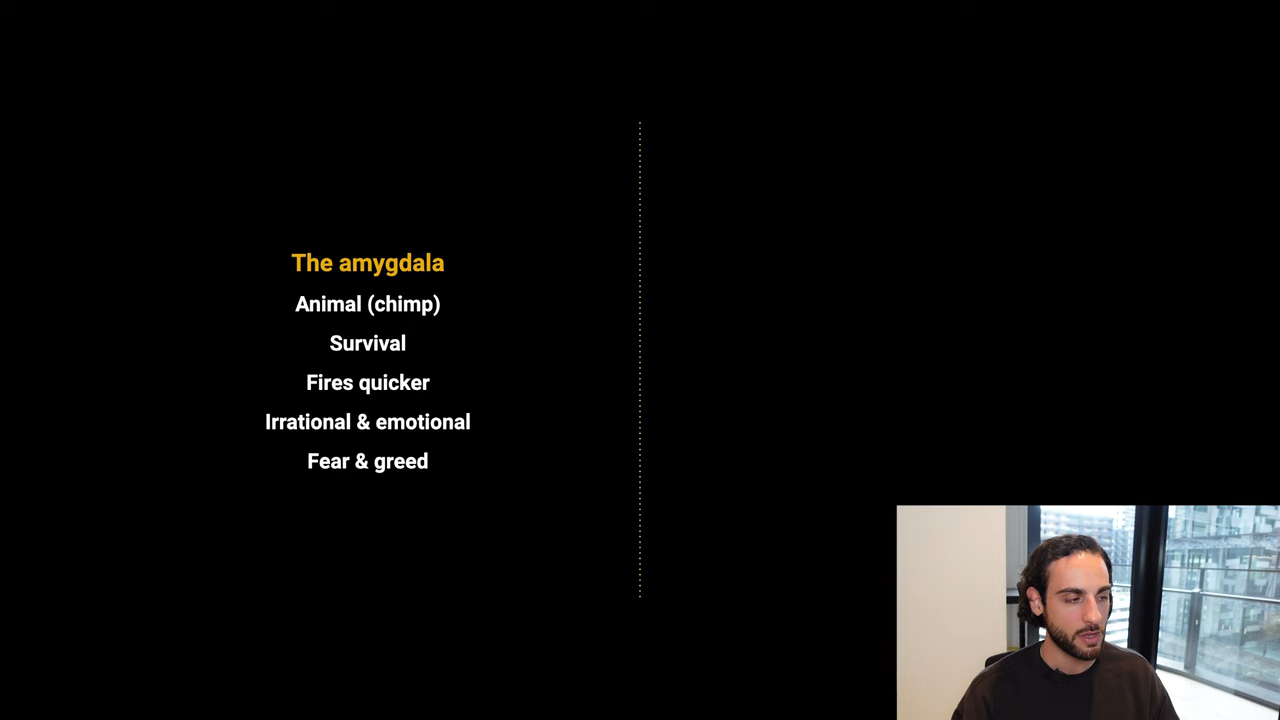 The amygdala
Animal (chimp)
Survival
Fires quicker
Irrational & emotional
Fear & greed